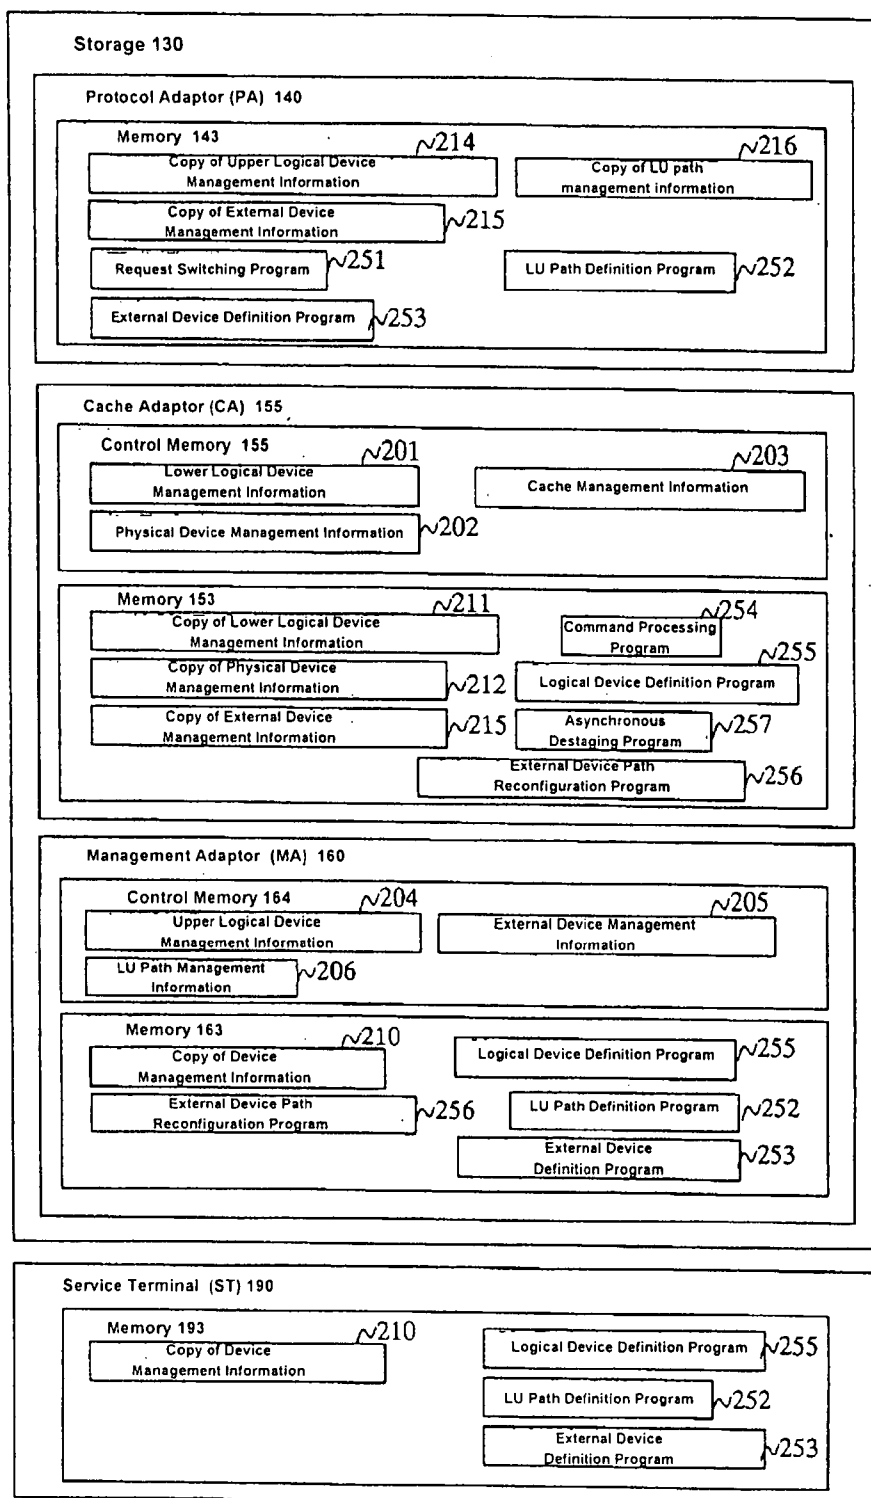 Storage 130
Protocol Adaptor (PA) 140
Memory 143
214
216
Copy of Upper Logical Device
Management Information
Copy of LU path
management information
Copy of External Device
Management Information
215
Request Switching Program
251
LU Path Definition Program
252
External Device Definition Program
253
Cache Adaptor (CA) 155
Control Memory 155
201
203
Lower Logical Device
Management Information
Cache Management Information
Physical Device Management Information
202
Memory 153
211
254
Copy of Lower Logical Device
Management Information
Command Processing
Program
255
Copy of Physical Device
Management Information
212
Logical Device Definition Program
Copy of External Device
Management Information
215
Asynchronous
Destaging Program
257
External Device Path
Reconfiguration Program
256
Management Adaptor (MA) 160
Control Memory 164
204
205
Upper Logical Device
Management Information
External Device Management
Information
LU Path Management
Information
206
Memory 163
210
Copy of Device
Management Information
Logical Device Definition Program
255
External Device Path
Reconfiguration Program
256
LU Path Definition Program
252
External Device
Definition Program
253
Service Terminal (ST) 190
Memory 193
210
Copy of Device
Management Information
Logical Device Definition Program
255
LU Path Definition Program
252
External Device
Definition Program
253